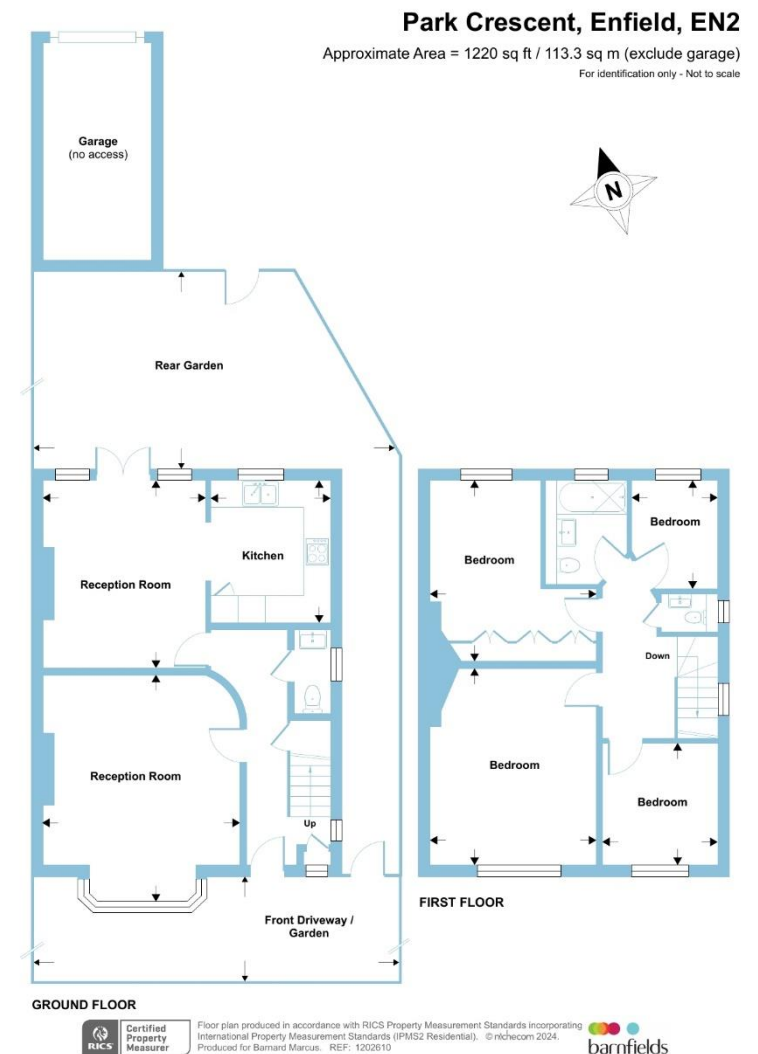 Park Crescent, Enfield, EN2
Approximate Area = 1220 sq ft / 113.3 sq m (exclude garage)
For identification only - Not to scale
Garage
(no access)
N
Rear Garden
Kitchen
Reception Room
Reception Room
Up
Front Driveway /
Garden
GROUND FLOOR
Bedroom
Bedroom
Down
Bedroom
Bedroom
FIRST FLOOR
RICS
Certified
Property
Measurer
Floor plan produced in accordance with RICS Property Measurement Standards incorporating
International Property Measurement Standards (IPMS2 Residential). © nichecom 2024.
Produced for Barnard Marcus. REF: 1202610
barnfields